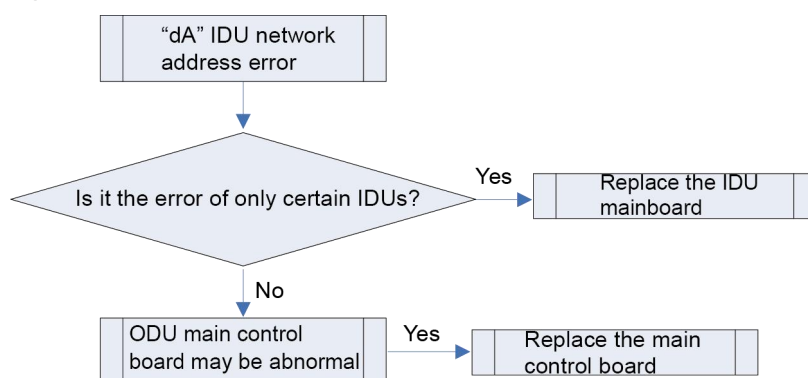 “dA” IDU network
address error
Is it the error of only certain IDUs?
Yes
Replace the IDU
mainboard
No
ODU main control
board may be abnormal
Yes
Replace the main
control board